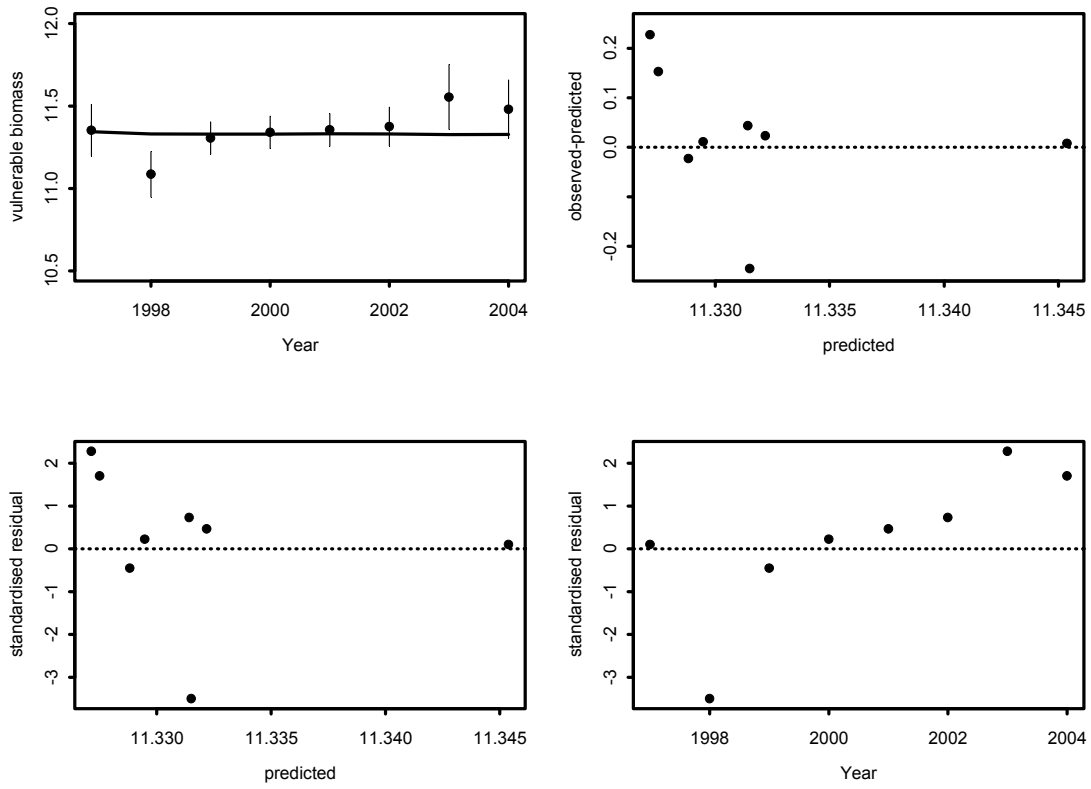 12.0
11.5
11.0
10.5
vulnerable biomass
1998 2000 2002 2004
Year
0.2
0.1
0.0
-0.2
observed-predicted
11.330 11.335 11.340 11.345
predicted
2
1
0
-1
-2
-3
standardised residual
11.330 11.335 11.340 11.345
predicted
2
1
0
-1
-2
-3
standardised residual
1998 2000 2002 2004
Year